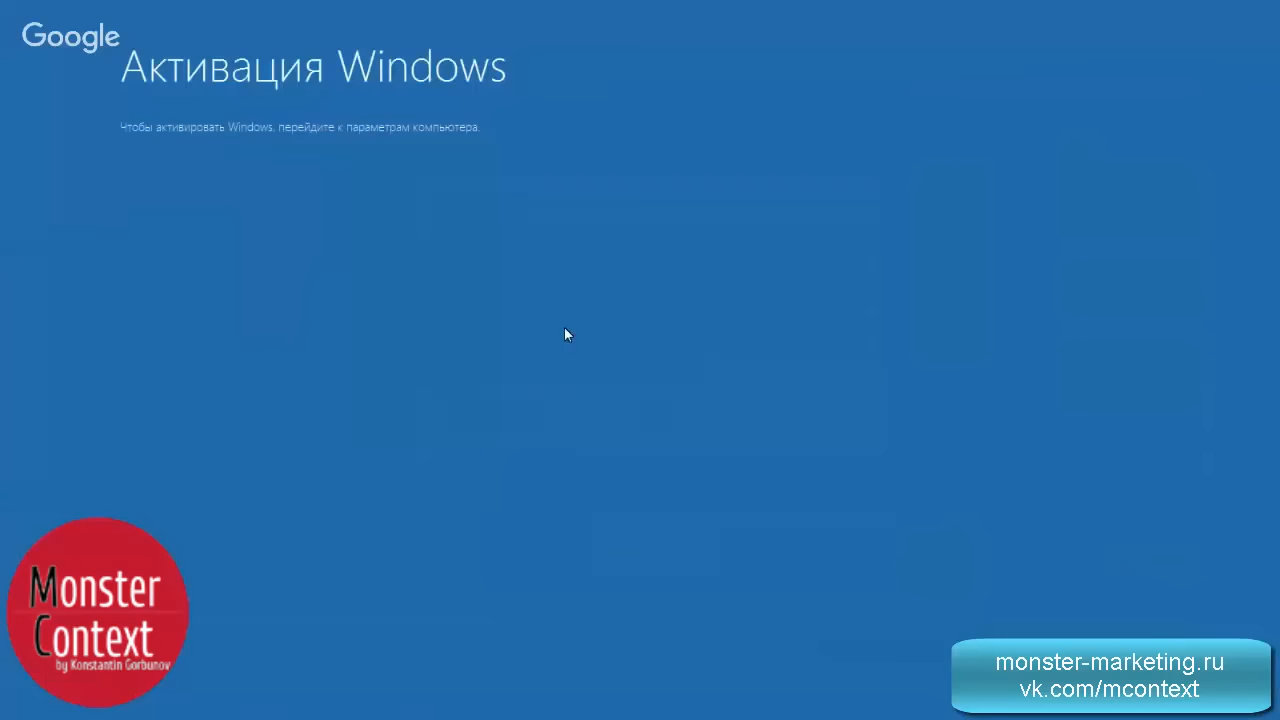 Google
Активация Windows
Чтобы активировать Windows, перейдите к параметрам компьютера.
Monster
Context
by Konstantin Gorbunov
monster-marketing.ru
vk.com/mcontext